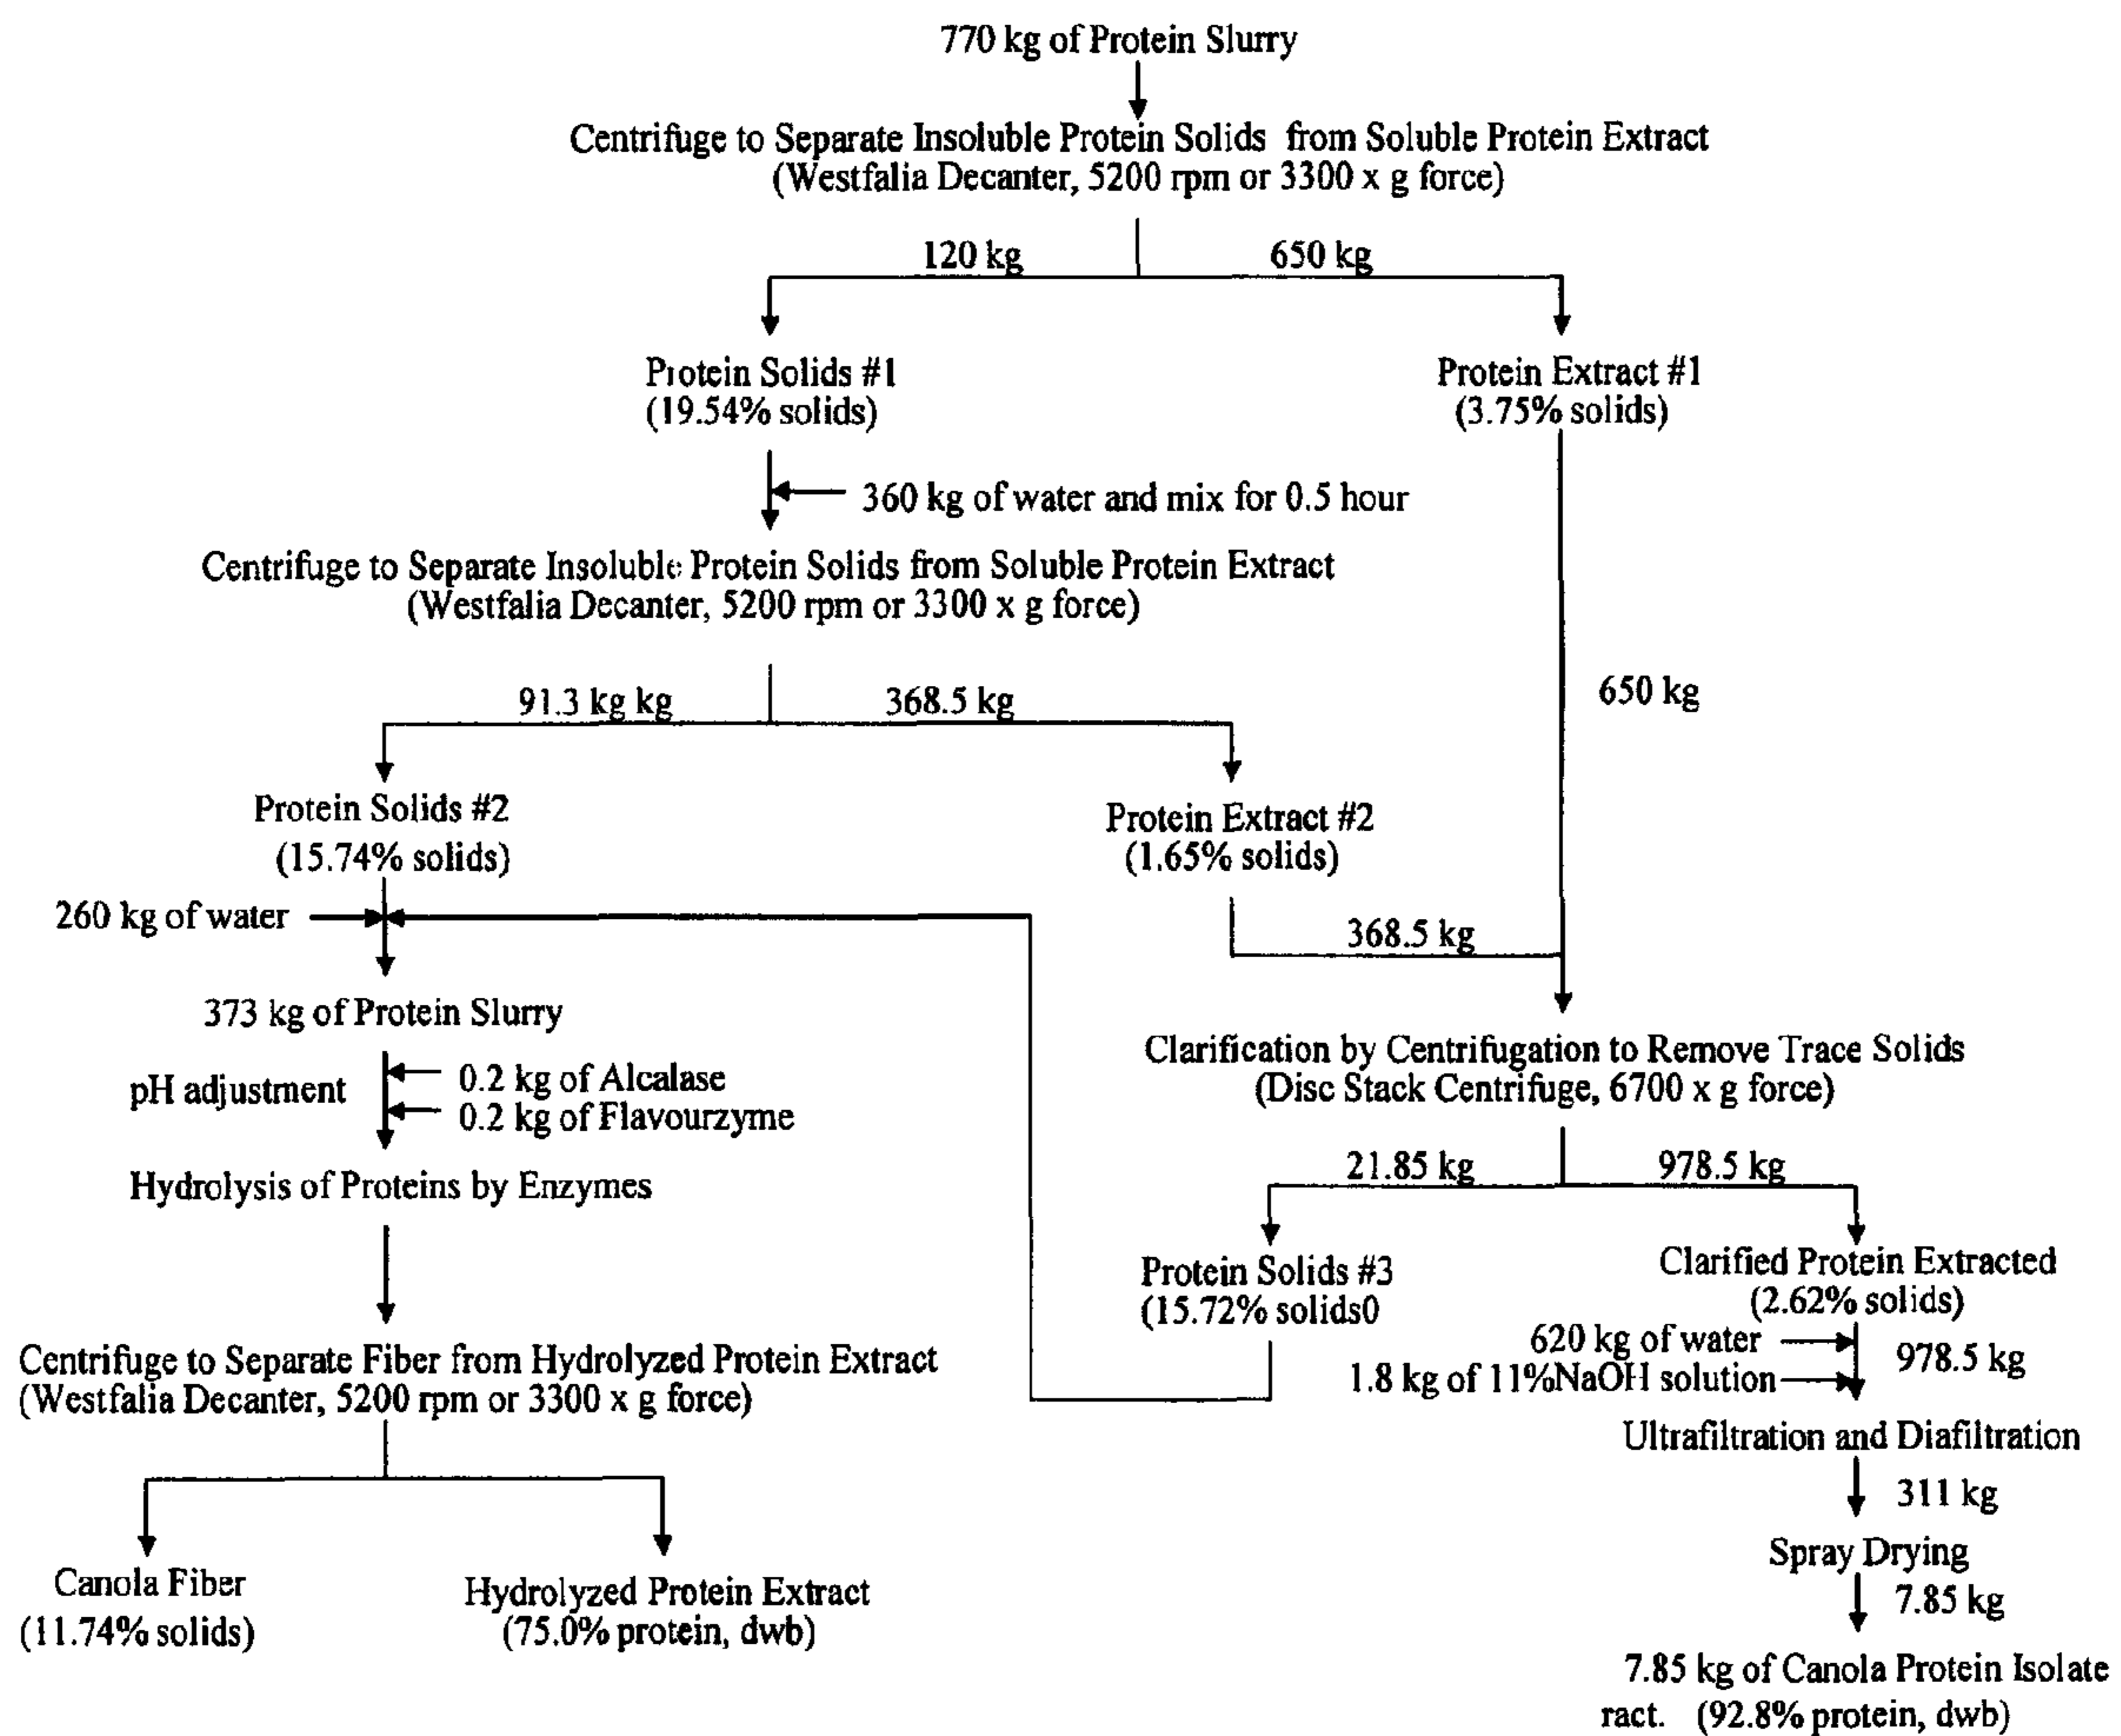 770 kg of Protein Slurry
Centrifuge to Separate Insoluble Protein Solids from Soluble Protein Extract
(Westfalia Decanter, 5200 rpm or 3300 x g force)
120 kg
650 kg
Protein Solids #1
(19.54% solids)
Protein Extract #1
(3.75% solids)
360 kg of water and mix for 0.5 hour
Centrifuge to Separate Insoluble Protein Solids from Soluble Protein Extract
(Westfalia Decanter, 5200 rpm or 3300 x g force)
650 kg
91.3 kg kg
368.5 kg
Protein Solids #2
(15.74% solids)
Protein Extract #2
(1.65% solids)
260 kg of water
368.5 kg
373 kg of Protein Slurry
pH adjustment
0.2 kg of Alcalase
0.2 kg of Flavourzyme
Clarification by Centrifugation to Remove Trace Solids
(Disc Stack Centrifuge, 6700 x g force)
Hydrolysis of Proteins by Enzymes
21.85 kg
978.5 kg
Protein Solids #3
(15.72% solids0
Clarified Protein Extracted
(2.62% solids)
620 kg of water
1.8 kg of 11%NaOH solution
978.5 kg
Centrifuge to Separate Fiber from Hydrolyzed Protein Extract
(Westfalia Decanter, 5200 rpm or 3300 x g force)
Ultrafiltration and Diafiltration
311 kg
Spray Drying
7.85 kg
Canola Fiber
(11.74% solids)
Hydrolyzed Protein Extract
(75.0% protein, dwb)
7.85 kg of Canola Protein Isolate
ract. (92.8% protein, dwb)